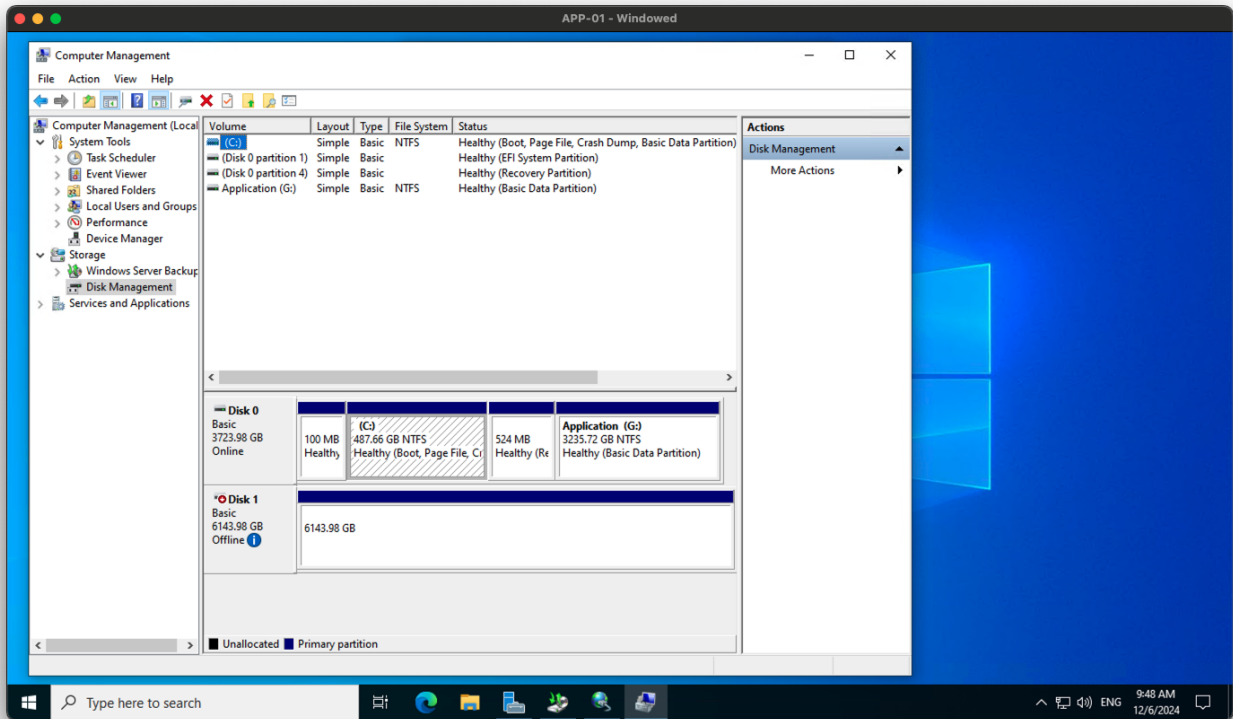 APP-01 - Windowed
Computer Management
File Action View Help
Computer Management (Local
System Tools
Task Scheduler
Event Viewer
Shared Folders
Local Users and Groups
Performance
Device Manager
Storage
Windows Server Backup
Disk Management
Services and Applications
Volume Layout Type File System Status
(C:) Simple Basic NTFS Healthy (Boot, Page File, Crash Dump, Basic Data Partition)
(Disk 0 partition 1) Simple Basic Healthy (EFI System Partition)
(Disk 0 partition 4) Simple Basic Healthy (Recovery Partition)
Application (G:) Simple Basic NTFS Healthy (Basic Data Partition)
Disk 0
Basic
3723.98 GB
Online
100 MB
Healthy
(C:)
487.66 GB NTFS
Healthy (Boot, Page File, Cr
524 MB
Healthy (Re
Application (G:)
3235.72 GB NTFS
Healthy (Basic Data Partition)
Disk 1
Basic
6143.98 GB
Offline
6143.98 GB
Unallocated Primary partition
Actions
Disk Management
More Actions
Type here to search
ENG
9:48 AM
12/6/2024